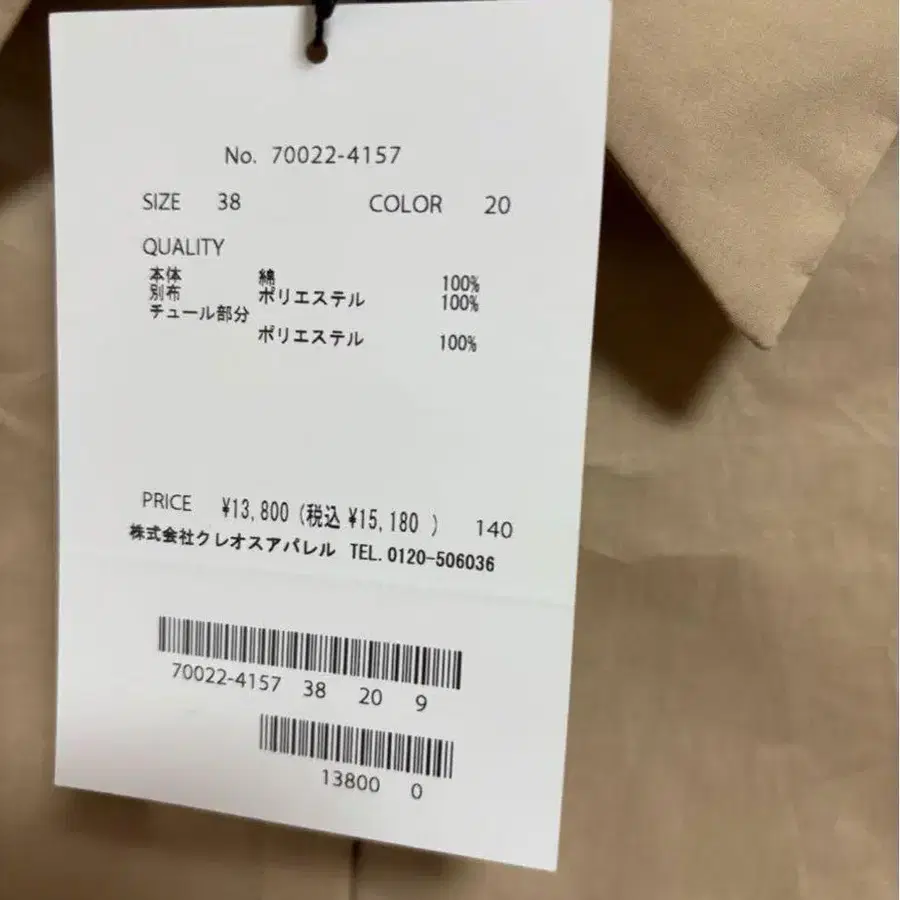 No. 70022-4157
SIZE 38 COLOR 20
QUALITY
本体 綿 100%
別布 ポリエステル 100%
チュール部分
ポリエステル 100%
PRICE ¥13,800 (税込 ¥15,180 ) 140
株式会社クレオスアパレル TEL.0120-506036
70022-4157 38 20 9
13800 0